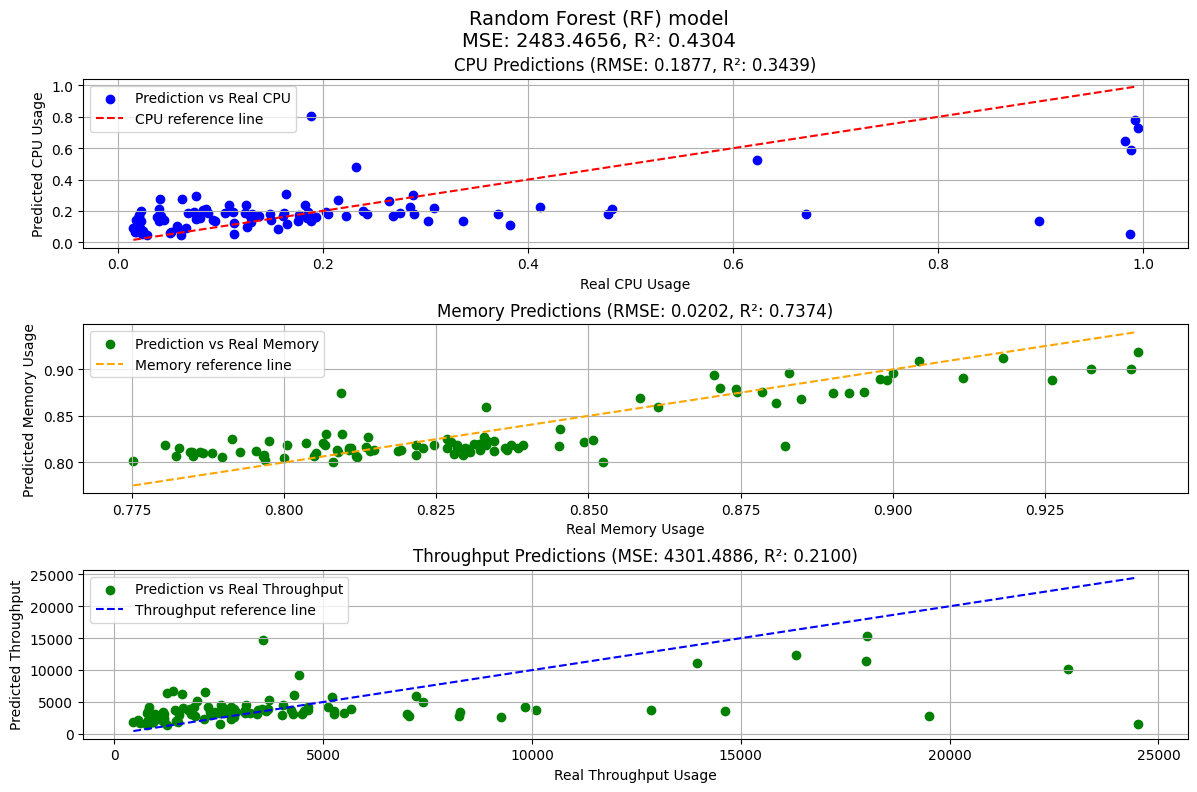 Random Forest (RF) model
MSE: 2483.4656, R²: 0.4304
CPU Predictions (RMSE: 0.1877, R²: 0.3439)
Predicted CPU Usage
1.0
0.8
0.6
0.4
0.2
0.0
Prediction vs Real CPU
CPU reference line
0.0 0.2 0.4 0.6 0.8 1.0
Real CPU Usage
Memory Predictions (RMSE: 0.0202, R²: 0.7374)
Predicted Memory Usage
0.90
0.85
0.80
Prediction vs Real Memory
Memory reference line
0.775 0.800 0.825 0.850 0.875 0.900 0.925
Real Memory Usage
Throughput Predictions (MSE: 4301.4886, R²: 0.2100)
Predicted Throughput
25000
20000
15000
10000
5000
0
Prediction vs Real Throughput
Throughput reference line
0 5000 10000 15000 20000 25000
Real Throughput Usage